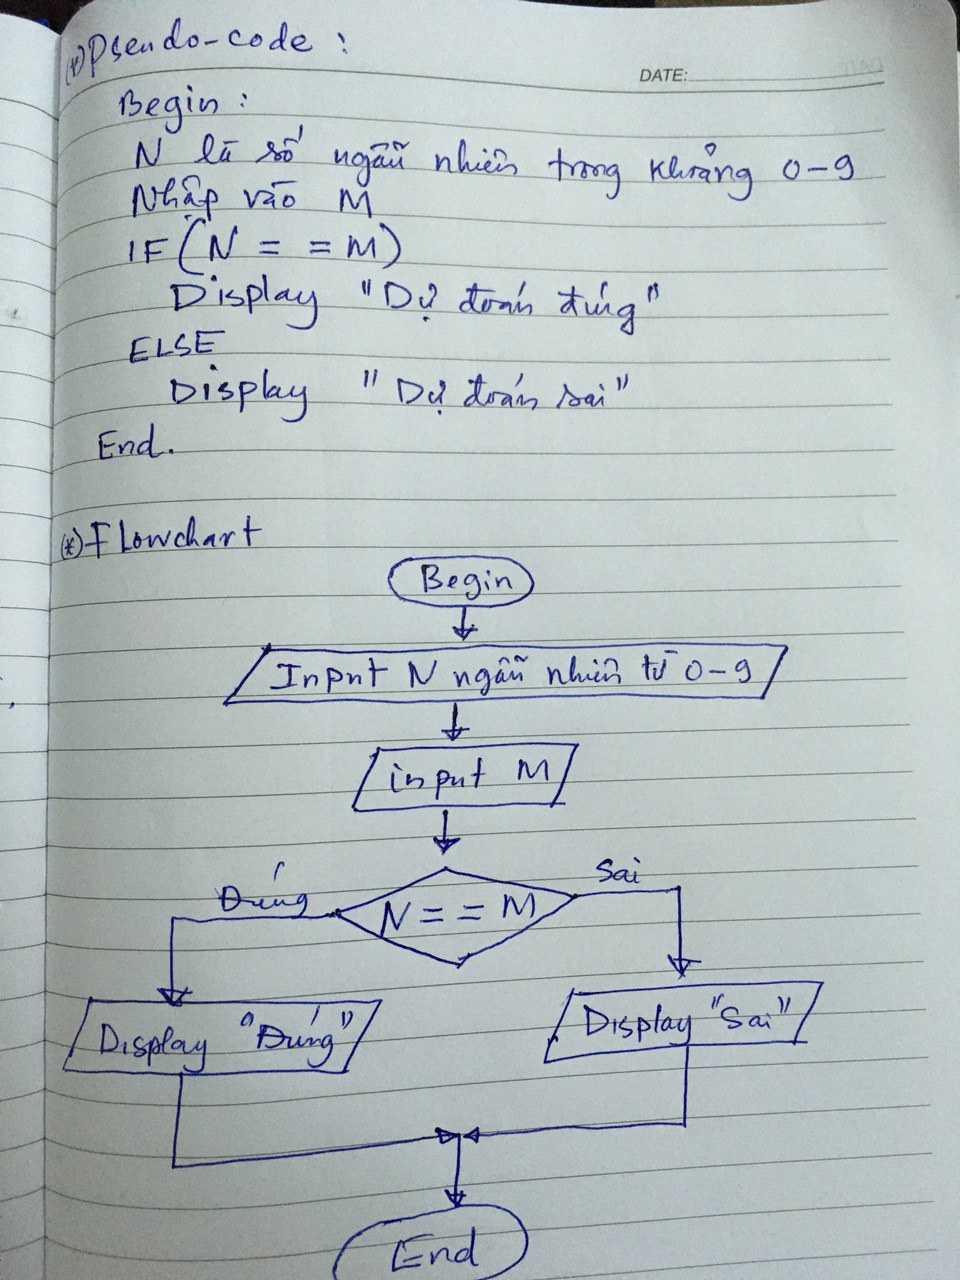 (*) Pseudo-code :
DATE:
Begin :
N là số ngẫu nhiên trong khoảng 0-9
Nhập vào M
IF (N = = M)
Display "Dự đoán đúng"
ELSE
Display "Dự đoán sai"
End.
(*) Flowchart
Begin
Input N ngẫu nhiên từ 0-9
input M
Đúng
N = = M
Sai
Display "Đúng"
Display "Sai"
End